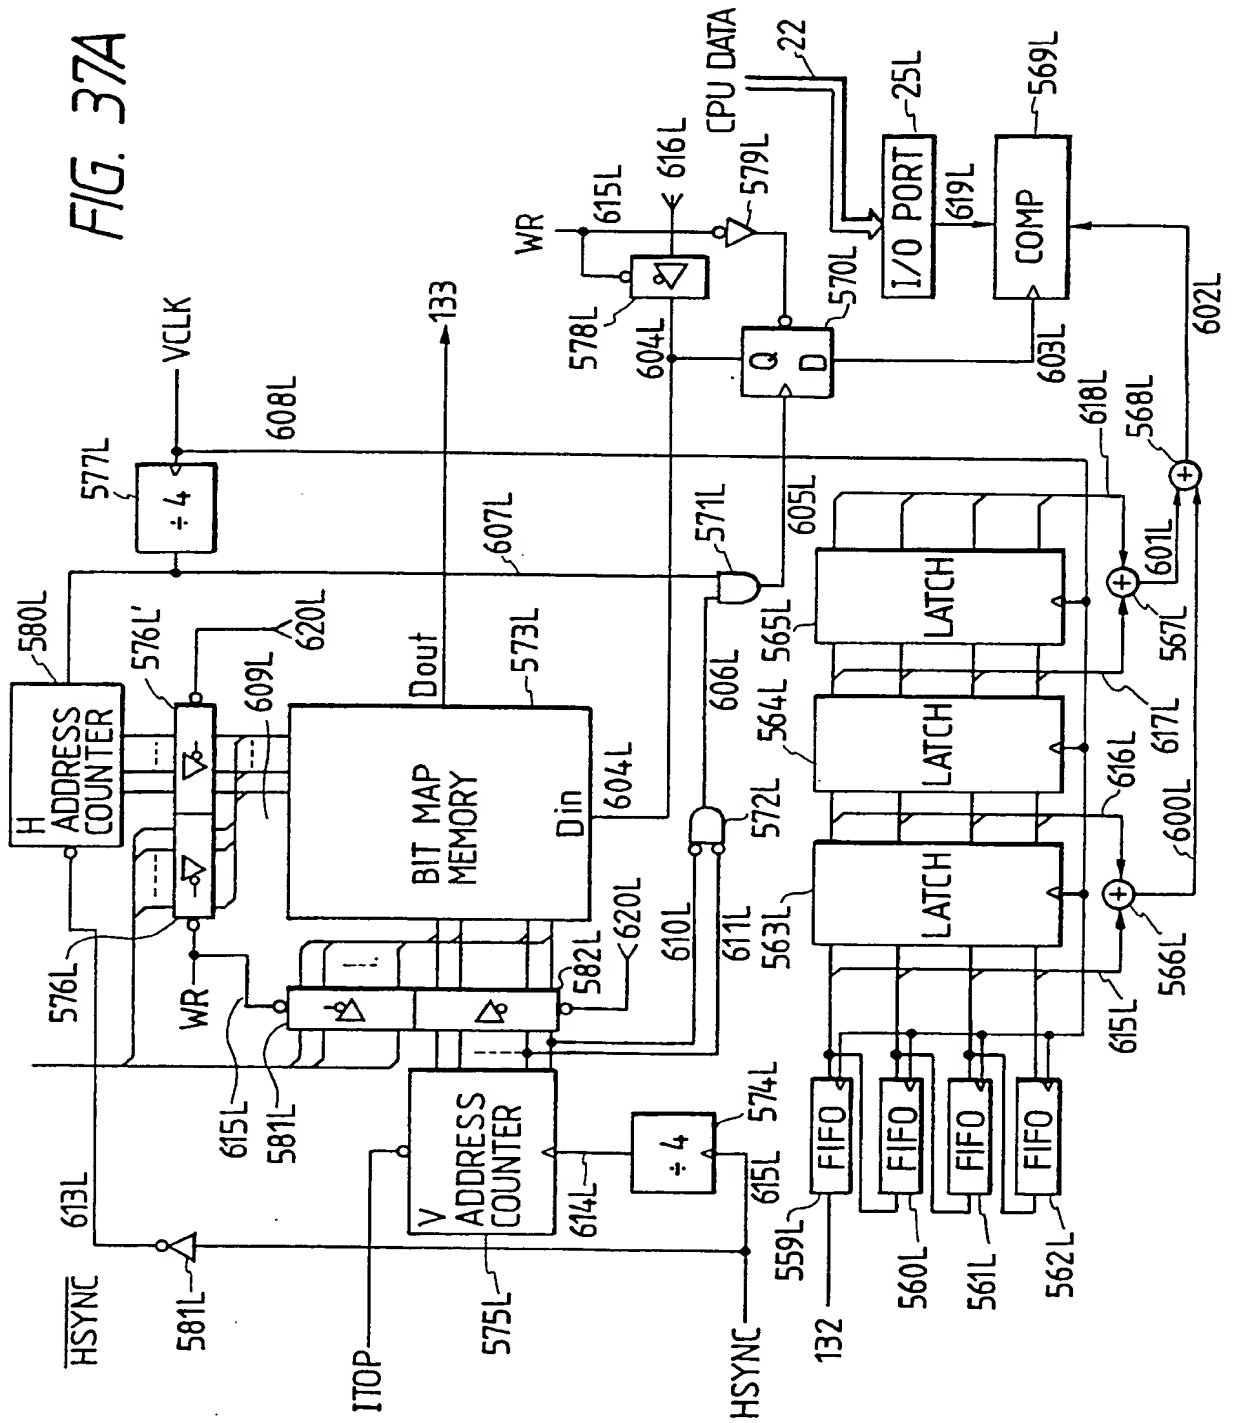 FIG. 37A
HSYNC
613L
581L
ITOP
575L
HSYNC
V
ADDRESS
COUNTER
614L
÷ 4
574L
615L
615L
581L
576L
WR
H
ADDRESS
COUNTER
580L
576L'
620L
609L
BIT MAP
MEMORY
Dout
573L
Din
604L
582L
620L
610L
611L
572L
606L
571L
607L
577L
÷ 4
VCLK
608L
133
WR
615L
616L
578L
579L
604L
Q
D
570L
605L
603L
CPU DATA
22
I/O PORT
25L
619L
COMP
569L
602L
132
559L
FIFO
560L
FIFO
561L
FIFO
562L
FIFO
563L
LATCH
564L
LATCH
565L
LATCH
615L
566L
616L
600L
617L
567L
601L
618L
568L